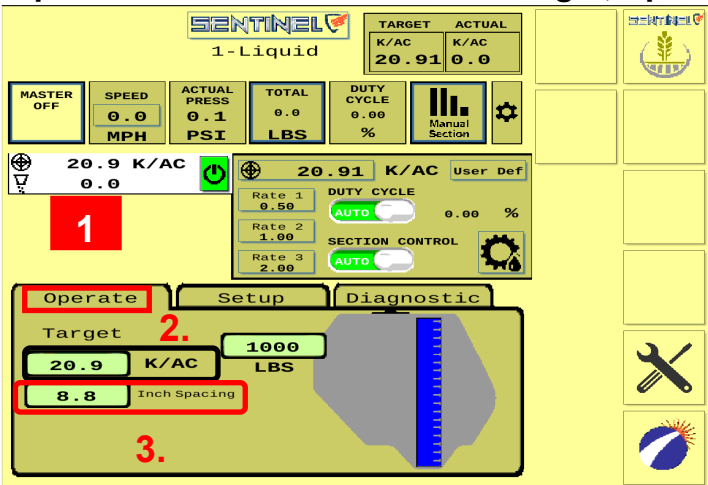 SENTINEL
1-Liquid
TARGET ACTUAL
K/AC K/AC
20.91 0.0
SENTINEL
MASTER
OFF
SPEED
0.0
MPH
ACTUAL
PRESS
0.1
PSI
TOTAL
0.0
LBS
DUTY
CYCLE
0.00
%
Manual
Section
20.9 K/AC
0.0
1
20.91 K/AC User Def
Rate 1
0.50
DUTY CYCLE
AUTO
0.00 %
Rate 2
1.00
SECTION CONTROL
AUTO
Rate 3
2.00
Operate Setup Diagnostic
Target 2.
20.9 K/AC
1000
LBS
8.8 Inch Spacing
3.